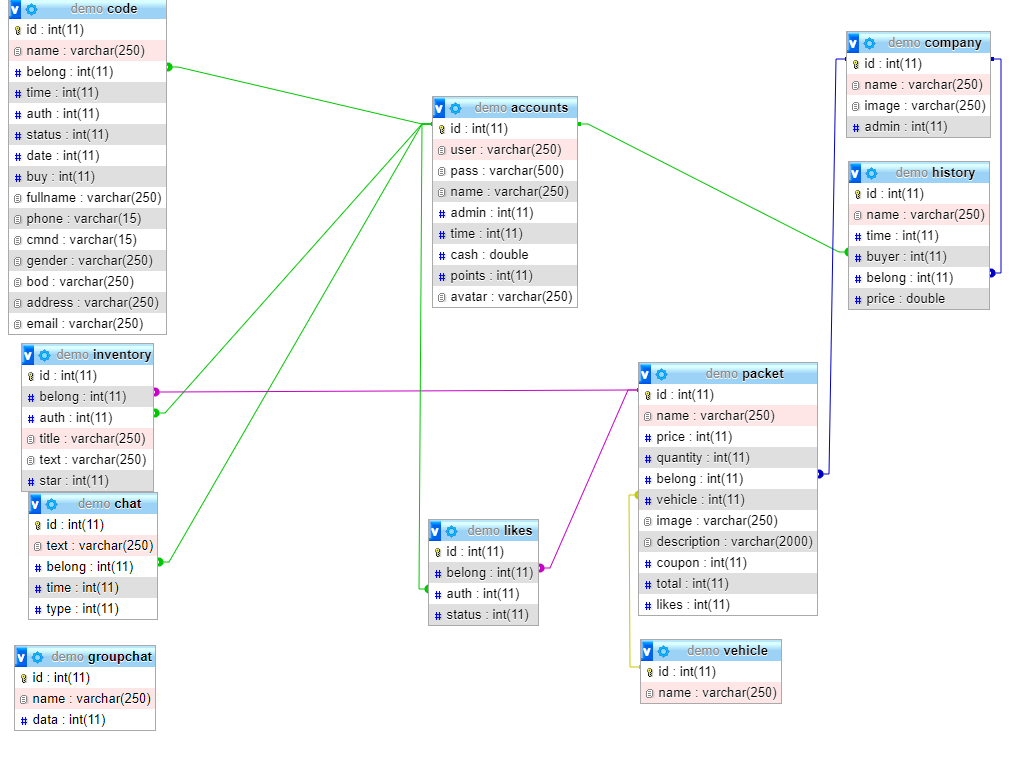 demo code
id : int(11)
name : varchar(250)
belong : int(11)
time : int(11)
auth : int(11)
status : int(11)
date : int(11)
buy : int(11)
fullname : varchar(250)
phone : varchar(15)
cmnd : varchar(15)
gender : varchar(250)
bod : varchar(250)
address : varchar(250)
email : varchar(250)
demo inventory
id : int(11)
belong : int(11)
auth : int(11)
title : varchar(250)
text : varchar(250)
star : int(11)
demo chat
id : int(11)
text : varchar(250)
belong : int(11)
time : int(11)
type : int(11)
demo groupchat
id : int(11)
name : varchar(250)
data : int(11)
demo accounts
id : int(11)
user : varchar(250)
pass : varchar(500)
name : varchar(250)
admin : int(11)
time : int(11)
cash : double
points : int(11)
avatar : varchar(250)
demo likes
id : int(11)
belong : int(11)
auth : int(11)
status : int(11)
demo company
id : int(11)
name : varchar(250)
image : varchar(250)
admin : int(11)
demo history
id : int(11)
name : varchar(250)
time : int(11)
buyer : int(11)
belong : int(11)
price : double
demo packet
id : int(11)
name : varchar(250)
price : int(11)
quantity : int(11)
belong : int(11)
vehicle : int(11)
image : varchar(250)
description : varchar(2000)
coupon : int(11)
total : int(11)
likes : int(11)
demo vehicle
id : int(11)
name : varchar(250)